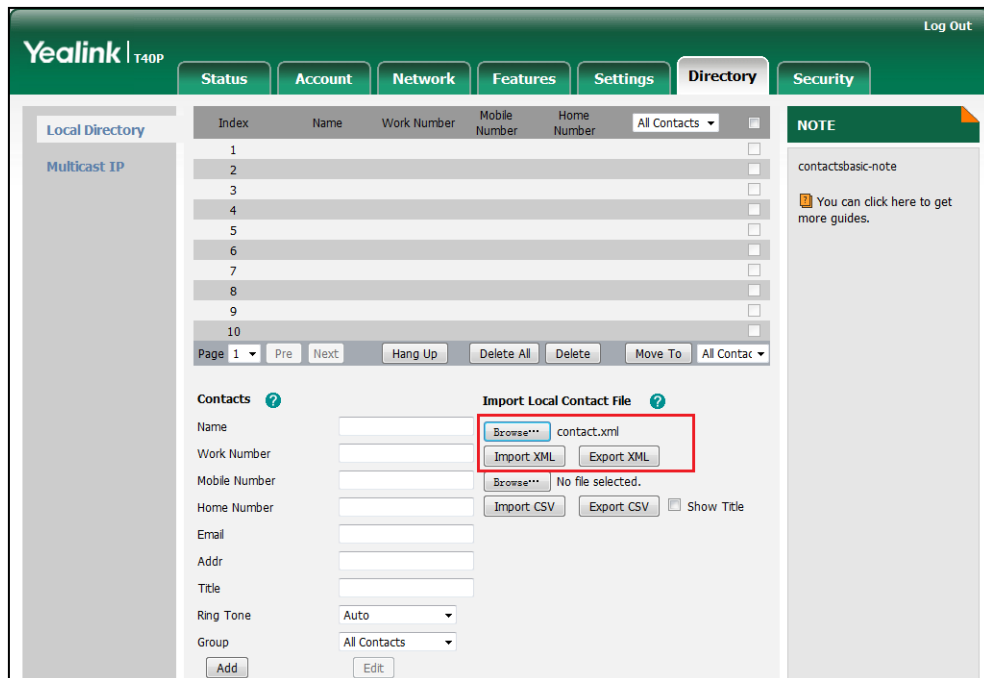 Log Out
Yealink | T40P
Status Account Network Features Settings Directory Security
Local Directory
Multicast IP
Index Name Work Number Mobile Number Home Number All Contacts
1
2
3
4
5
6
7
8
9
10
Page 1 Pre Next Hang Up Delete All Delete Move To All Contac
Contacts ? Import Local Contact File ?
Name Browse··· contact.xml
Work Number Import XML Export XML
Mobile Number Browse··· No file selected.
Home Number Import CSV Export CSV Show Title
Email
Addr
Title
Ring Tone Auto
Group All Contacts
Add Edit
NOTE
contactsbasic-note
? You can click here to get
more guides.